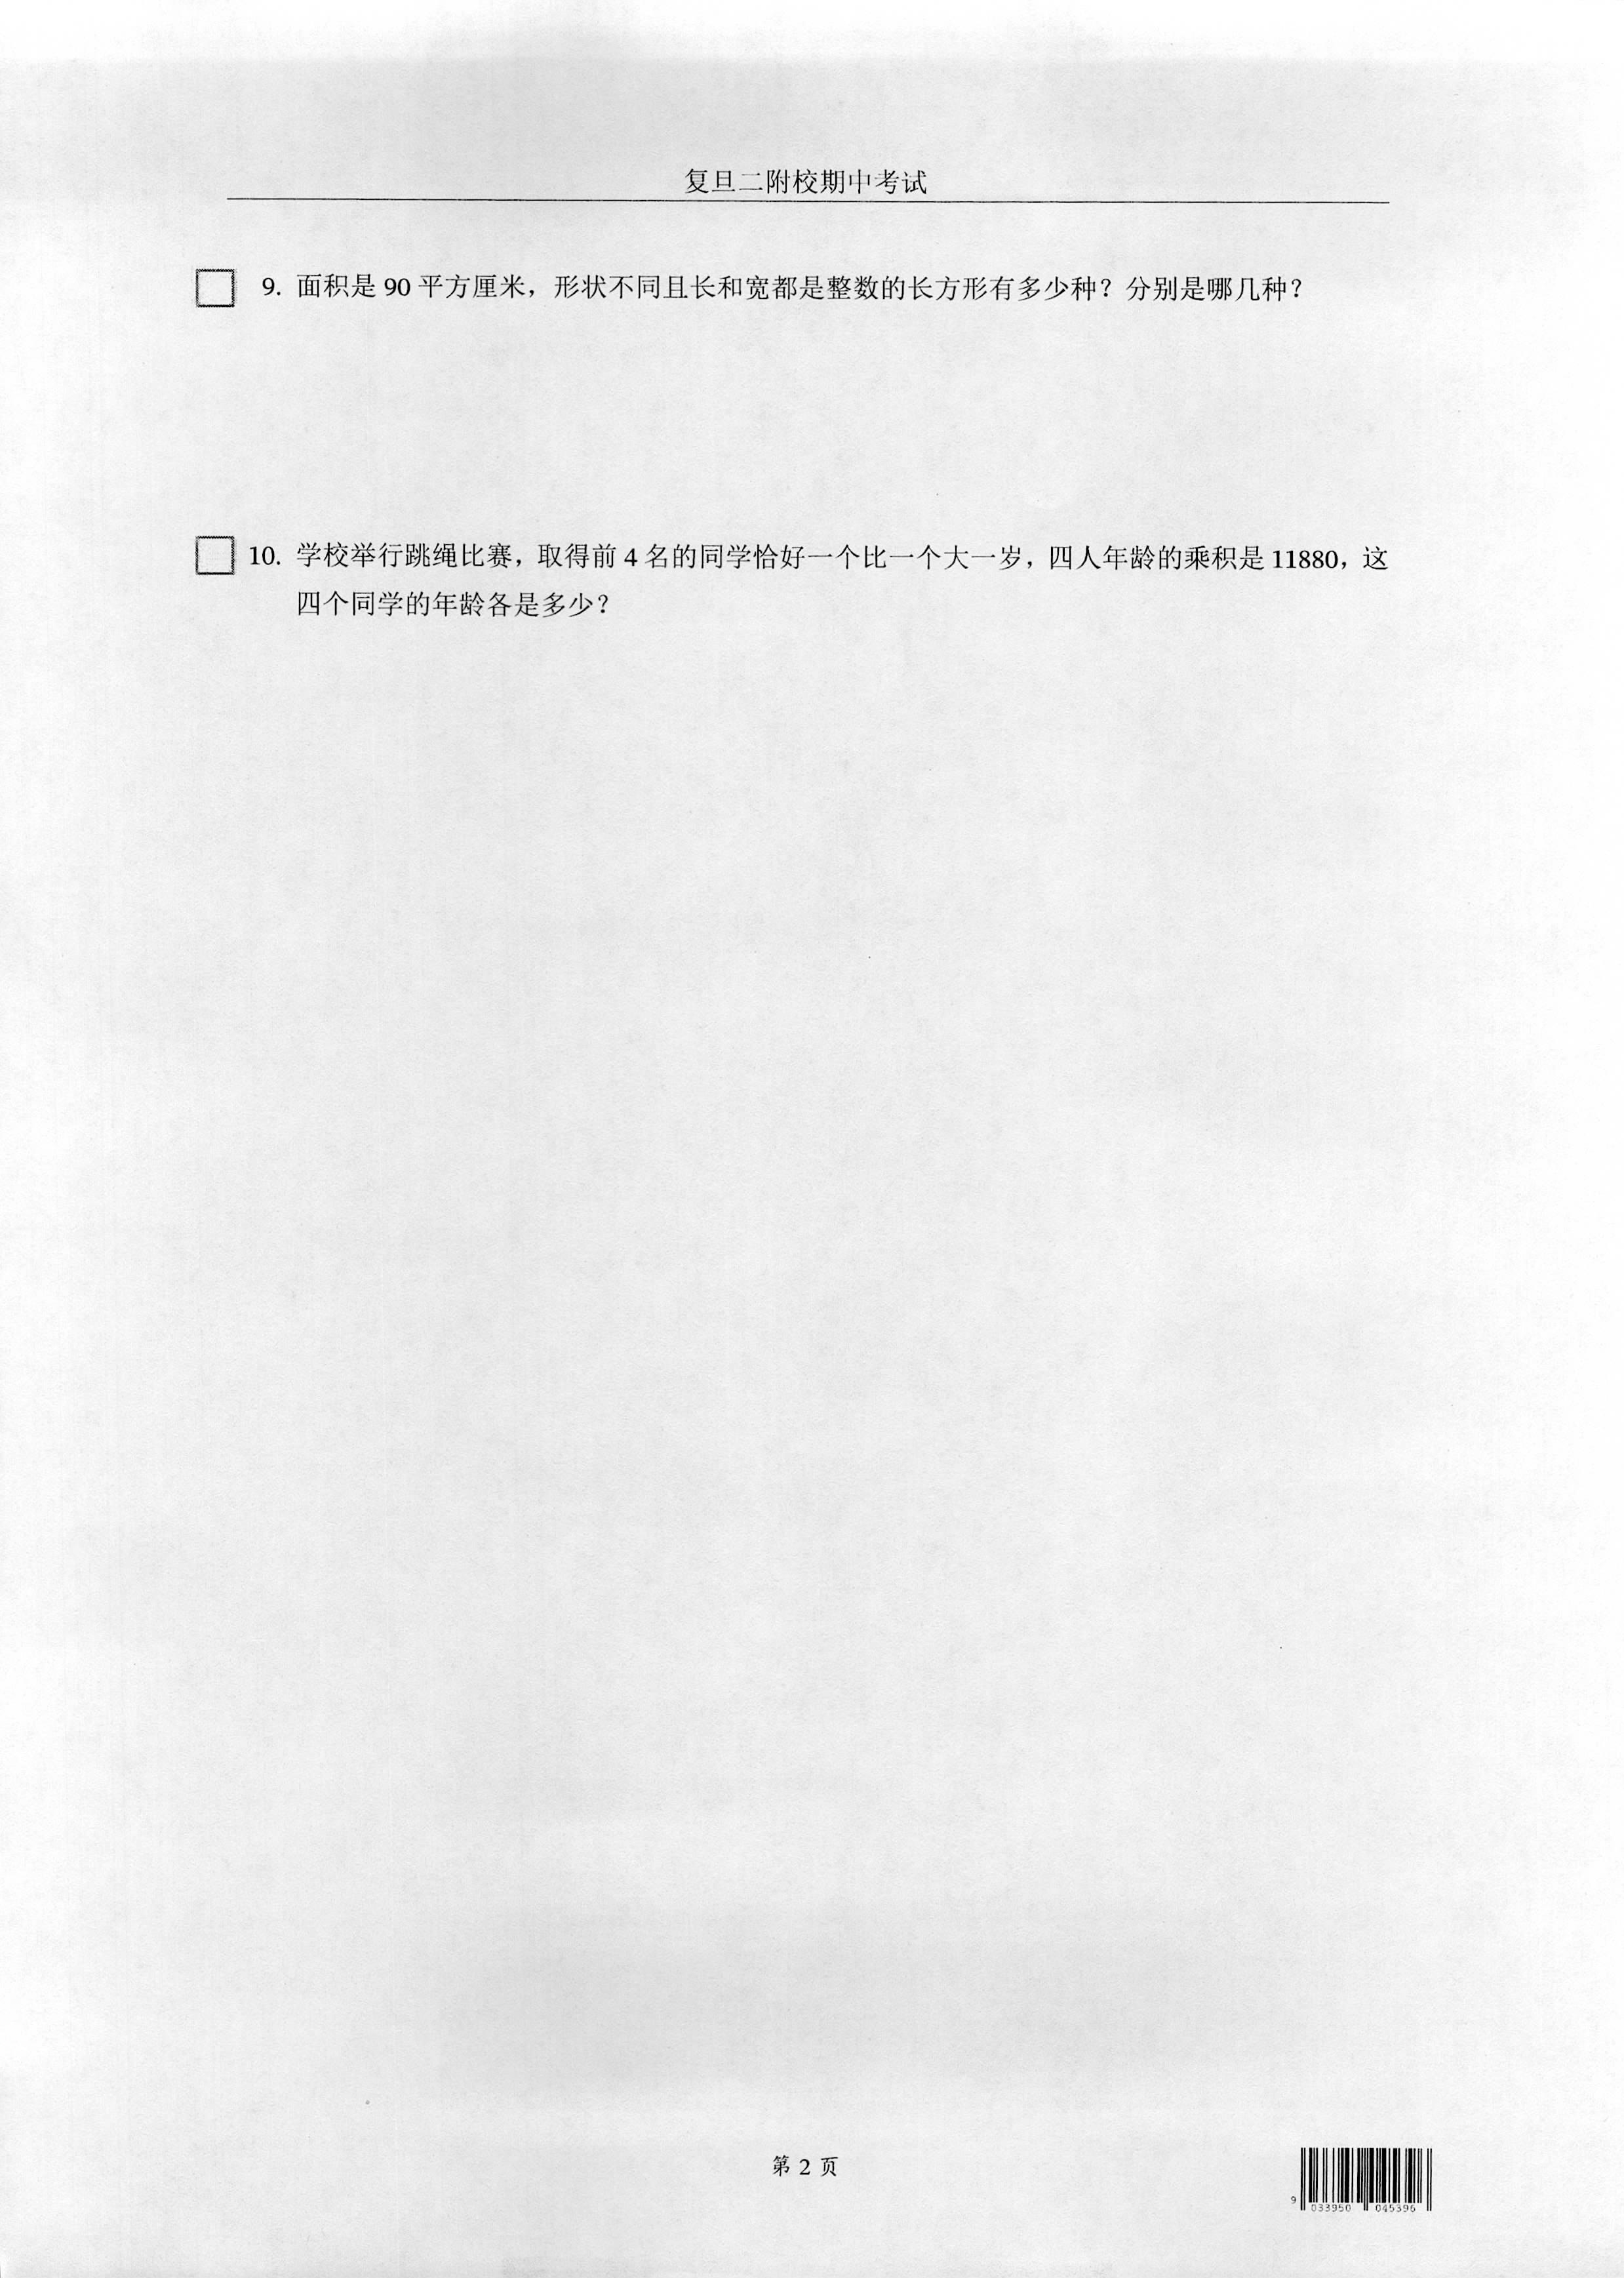 复旦二附校期中考试
9. 面积是 90 平方厘米，形状不同且长和宽都是整数的长方形有多少种？分别是哪几种？
10. 学校举行跳绳比赛，取得前 4 名的同学恰好一个比一个大一岁，四人年龄的乘积是 11880，这
四个同学的年龄各是多少？
第 2 页
9 033950 045396